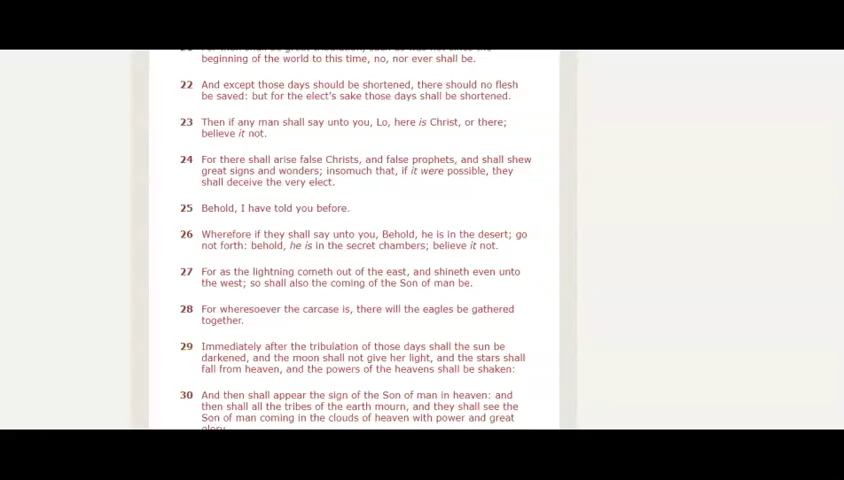 beginning of the world to this time, no, nor ever shall be.
22 And except those days should be shortened, there should no flesh
be saved: but for the elect's sake those days shall be shortened.
23 Then if any man shall say unto you, Lo, here is Christ, or there;
believe it not.
24 For there shall arise false Christs, and false prophets, and shall shew
great signs and wonders; insomuch that, if it were possible, they
shall deceive the very elect.
25 Behold, I have told you before.
26 Wherefore if they shall say unto you, Behold, he is in the desert; go
not forth: behold, he is in the secret chambers; believe it not.
27 For as the lightning cometh out of the east, and shineth even unto
the west; so shall also the coming of the Son of man be.
28 For wheresoever the carcase is, there will the eagles be gathered
together.
29 Immediately after the tribulation of those days shall the sun be
darkened, and the moon shall not give her light, and the stars shall
fall from heaven, and the powers of the heavens shall be shaken:
30 And then shall appear the sign of the Son of man in heaven: and
then shall all the tribes of the earth mourn, and they shall see the
Son of man coming in the clouds of heaven with power and great